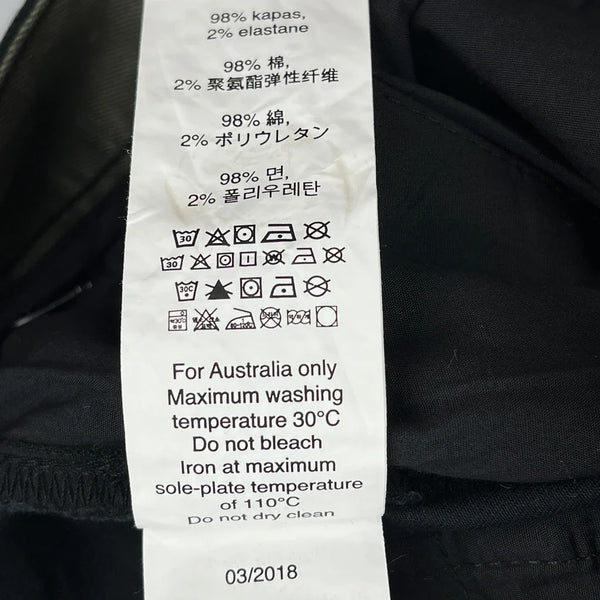 98% kapas,
2% elastane
98% 棉,
2% 聚氨酯弹性纤维
98% 綿,
2% ポリウレタン
98% 면,
2% 폴리우레탄
For Australia only
Maximum washing
temperature 30°C
Do not bleach
Iron at maximum
sole-plate temperature
of 110°C
Do not dry clean
03/2018